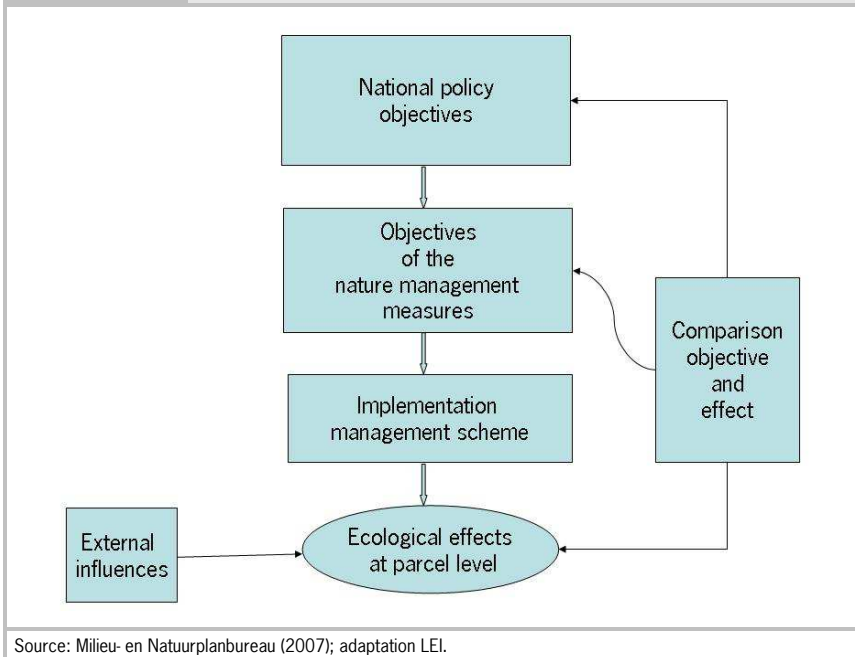 National policy
objectives
Objectives
of the
nature management
measures
Comparison
objective
and
effect
Implementation
management scheme
External
influences
Ecological effects
at parcel level
Source: Milieu- en Natuurplanbureau (2007); adaptation LEI.